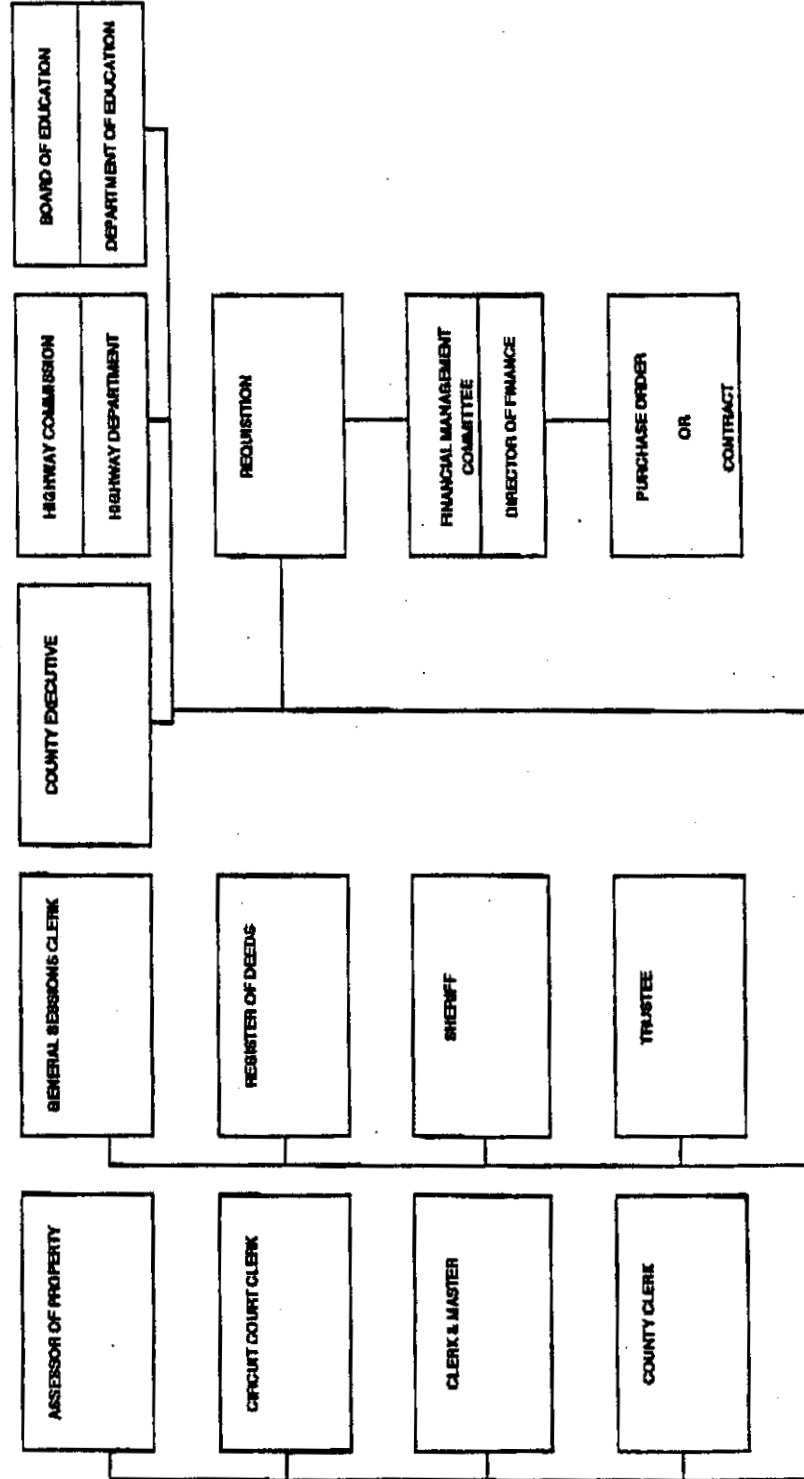 ASSESSOR OF PROPERTY
GENERAL SESSIONS CLERK
COUNTY EXECUTIVE
HIGHWAY COMMISSION
HIGHWAY DEPARTMENT
BOARD OF EDUCATION
DEPARTMENT OF EDUCATION
CIRCUIT COURT CLERK
REGISTER OF DEEDS
REQUISITION
CLERK & MASTER
SHERIFF
FINANCIAL MANAGEMENT
COMMITTEE
DIRECTOR OF FINANCE
COUNTY CLERK
TRUSTEE
PURCHASE ORDER
OR
CONTRACT